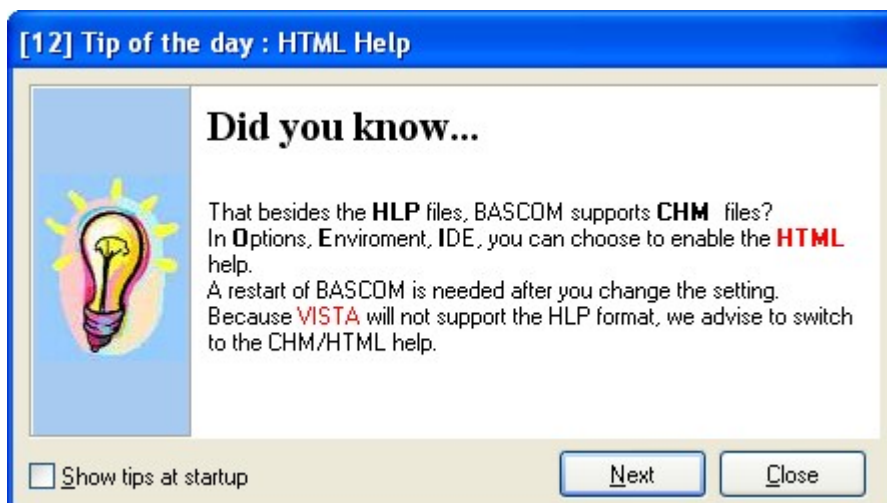 [12] Tip of the day : HTML Help
Did you know...
That besides the HLP files, BASCOM supports CHM files?
In Options, Enviroment, IDE, you can choose to enable the HTML
help.
A restart of BASCOM is needed after you change the setting.
Because VISTA will not support the HLP format, we advise to switch
to the CHM/HTML help.
Show tips at startup
Next
Close